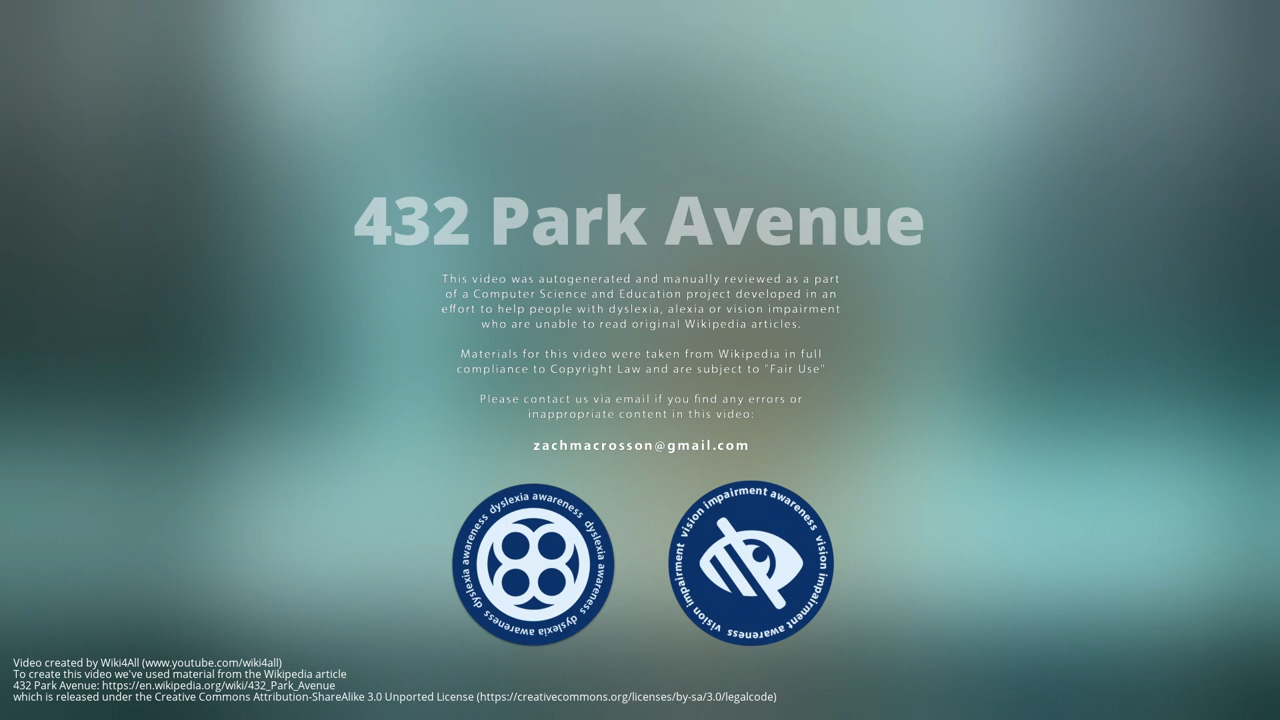 432 Park Avenue
This video was autogenerated and manually reviewed as a part
of a Computer Science and Education project developed in an
effort to help people with dyslexia, alexia or vision impairment
who are unable to read original Wikipedia articles.
Materials for this video were taken from Wikipedia in full
compliance to Copyright Law and are subject to "Fair Use"
Please contact us via email if you find any errors or
inappropriate content in this video:
zachmacrosson@gmail.com
dyslexia awareness dyslexia awareness dyslexia awareness dyslexia awareness
vision impairment awareness vision impairment awareness vision impairment
Video created by Wiki4All (www.youtube.com/wiki4all)
To create this video we've used material from the Wikipedia article
432 Park Avenue: https://en.wikipedia.org/wiki/432_Park_Avenue
which is released under the Creative Commons Attribution-ShareAlike 3.0 Unported License (https://creativecommons.org/licenses/by-sa/3.0/legalcode)